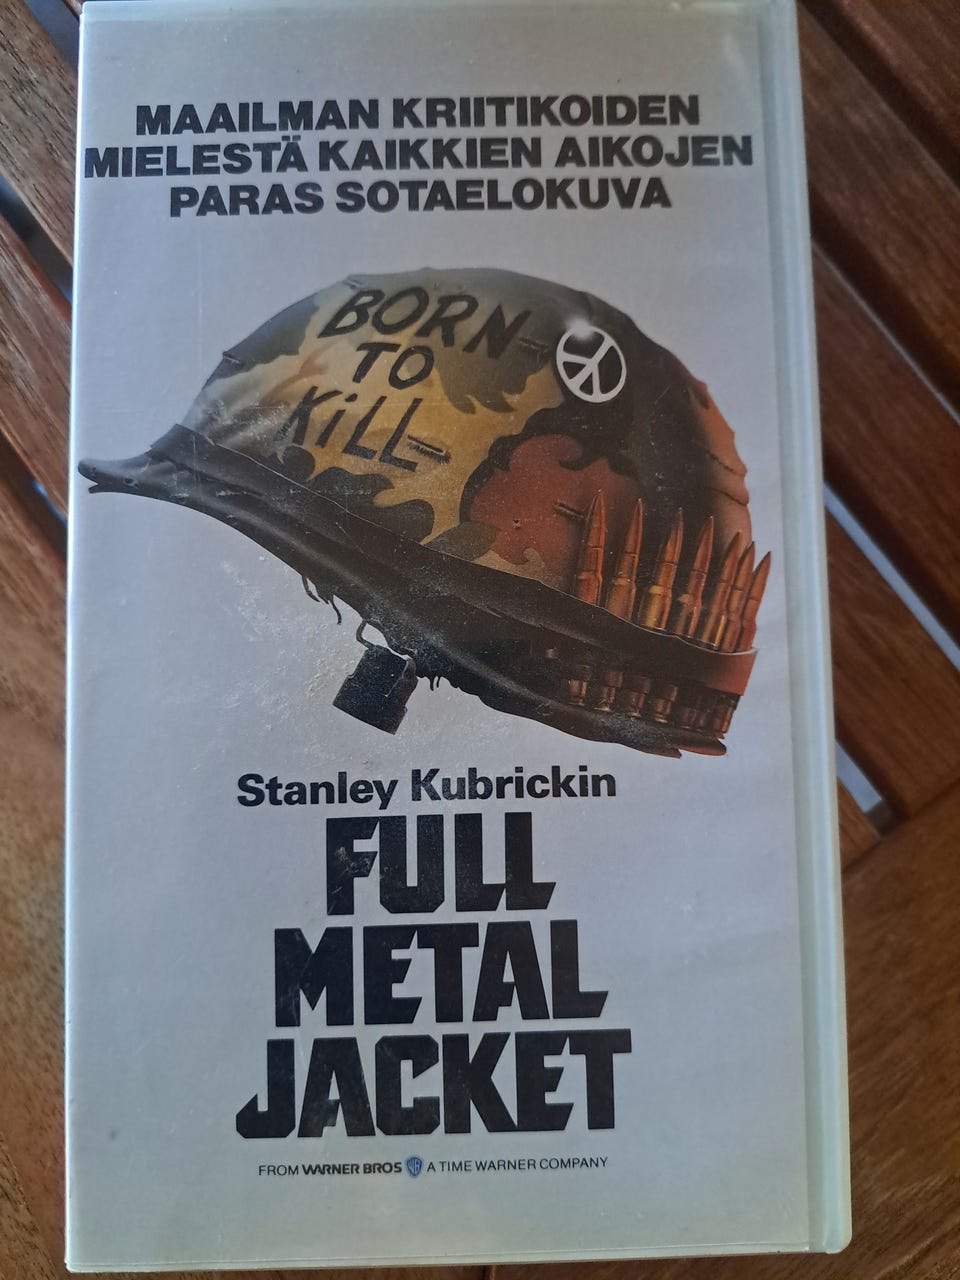 MAAILMAN KRIITIKOIDEN
MIELESTÄ KAIKKIEN AIKOJEN
PARAS SOTAELOKUVA
BORN
TO
KiLL
Stanley Kubrickin
FULL
METAL
JACKET
FROM WARNER BROS WB A TIME WARNER COMPANY